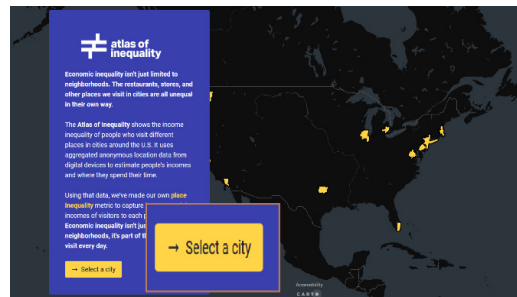 atlas of
inequality
Economic inequality isn't just limited to
neighborhoods. The restaurants, stores, and
other places we visit in cities are all unequal
in their own way.
The Atlas of Inequality shows the income
inequality of people who visit different
places in cities around the U.S. It uses
aggregated anonymous location data from
digital devices to estimate people's incomes
and where they spend their time.
Using that data, we've made our own place
inequality metric to capture
incomes of visitors to each
Economic inequality isn't
neighborhoods, it's part of
visit every day.
→ Select a city
→ Select a city
Accessibility
CARTO